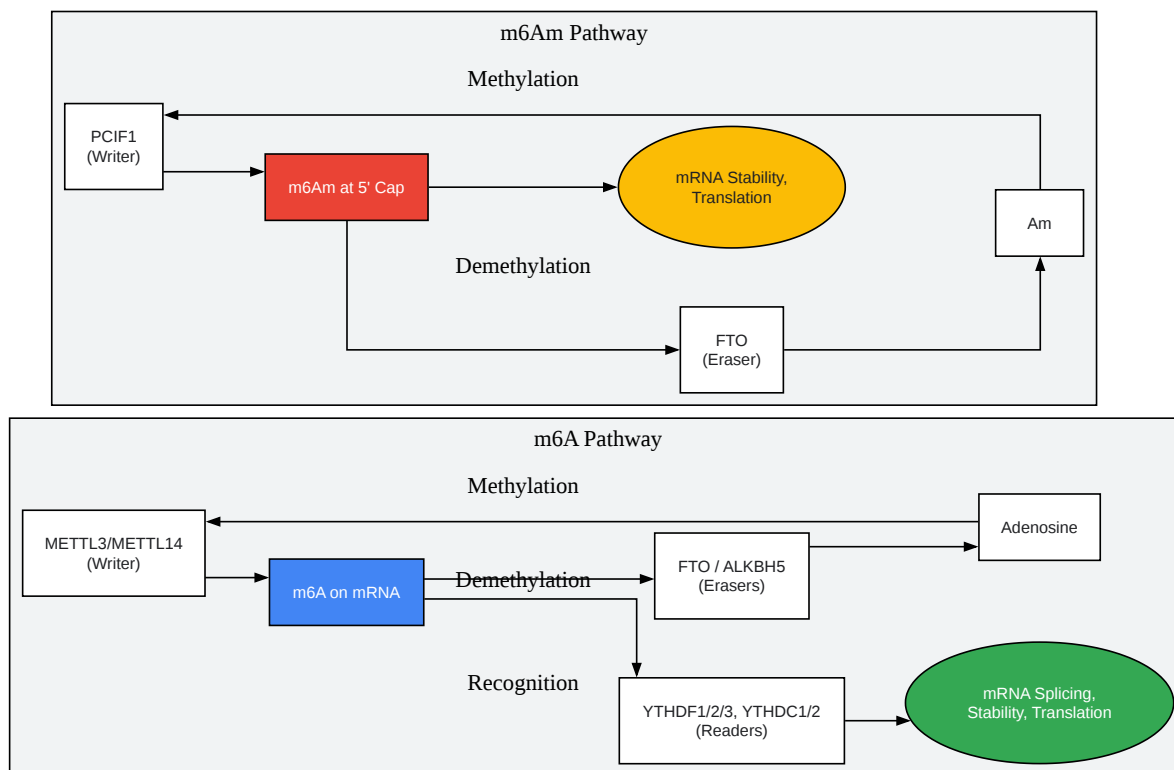 m6Am Pathway
Methylation
PCIF1
(Writer)
m6Am at 5' Cap
mRNA Stability,
Translation
Am
Demethylation
FTO
(Eraser)
m6A Pathway
Methylation
METTL3/METTL14
(Writer)
Adenosine
m6A on mRNA
Demethylation
FTO / ALKBH5
(Erasers)
Recognition
YTHDF1/2/3, YTHDC1/2
(Readers)
mRNA Splicing,
Stability, Translation